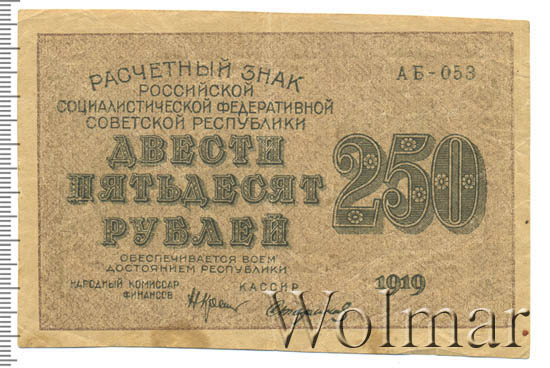 РАСЧЕТНЫЙ ЗНАК
АБ-053
РОССИЙСКОЙ
СОЦИАЛИСТИЧЕСКОЙ ФЕДЕРАТИВНОЙ
СОВЕТСКОЙ РЕСПУБЛИКИ
ДВЕСТИ
ПЯТЬДЕСЯТ
РУБЛЕЙ
250
ОБЕСПЕЧИВАЕТСЯ ВСЕМ
ДОСТОЯНИЕМ РЕСПУБЛИКИ
НАРОДНЫЙ КОМИССАР
ФИНАНСОВ
КАССИР
1919
Wolmar